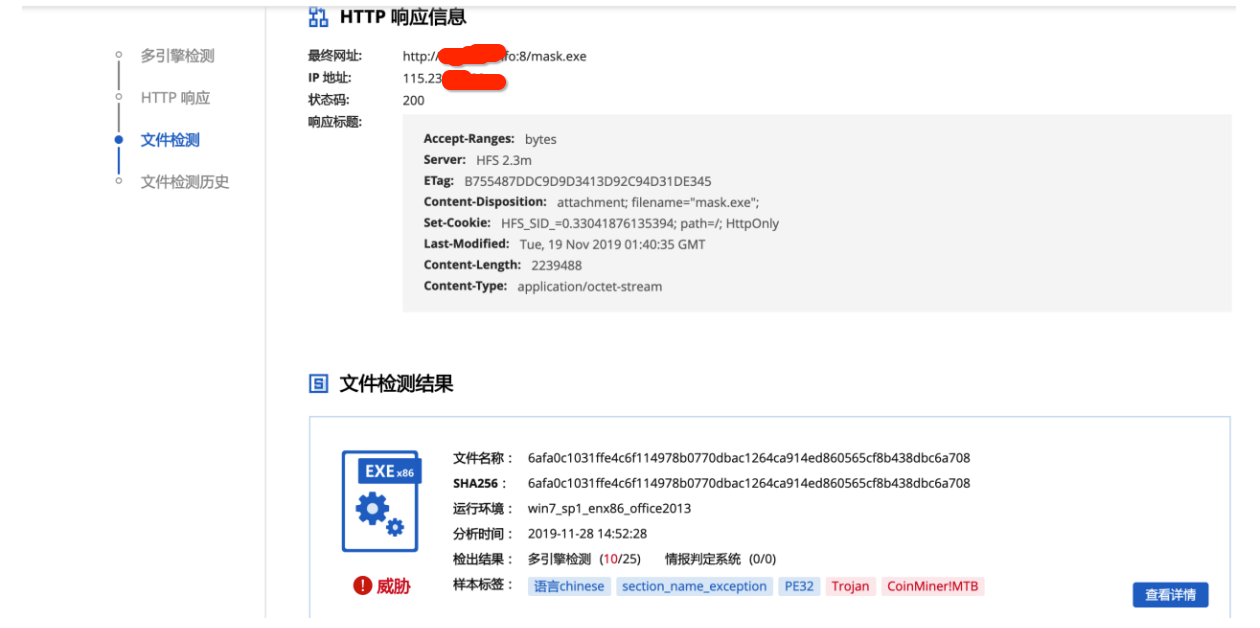 HTTP 响应信息
多引擎检测
HTTP 响应
文件检测
文件检测历史
最终网址: http:/ fo:8/mask.exe
IP 地址: 115.23
状态码: 200
响应标题:
Accept-Ranges: bytes
Server: HFS 2.3m
ETag: B755487DDC9D9D3413D92C94D31DE345
Content-Disposition: attachment; filename="mask.exe";
Set-Cookie: HFS_SID_=0.33041876135394; path=/; HttpOnly
Last-Modified: Tue, 19 Nov 2019 01:40:35 GMT
Content-Length: 2239488
Content-Type: application/octet-stream
文件检测结果
EXE x86
威胁
文件名称： 6afa0c1031ffe4c6f114978b0770dbac1264ca914ed860565cf8b438dbc6a708
SHA256： 6afa0c1031ffe4c6f114978b0770dbac1264ca914ed860565cf8b438dbc6a708
运行环境： win7_sp1_enx86_office2013
分析时间： 2019-11-28 14:52:28
检出结果： 多引擎检测 (10/25) 情报判定系统 (0/0)
样本标签： 语言chinese section_name_exception PE32 Trojan CoinMiner!MTB
查看详情